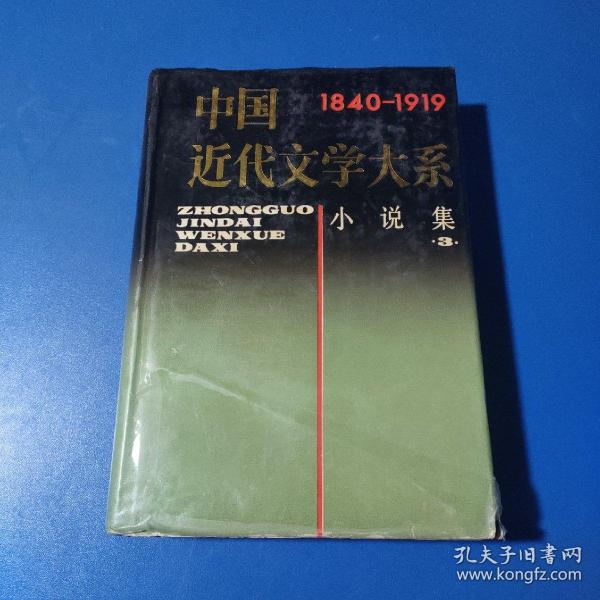 中国
1840-1919
近代文学大系
ZHONGGUO
JINDAI
WENXUE
DAXI
小说集
·3·
孔夫子旧书网
www.kongfz.com